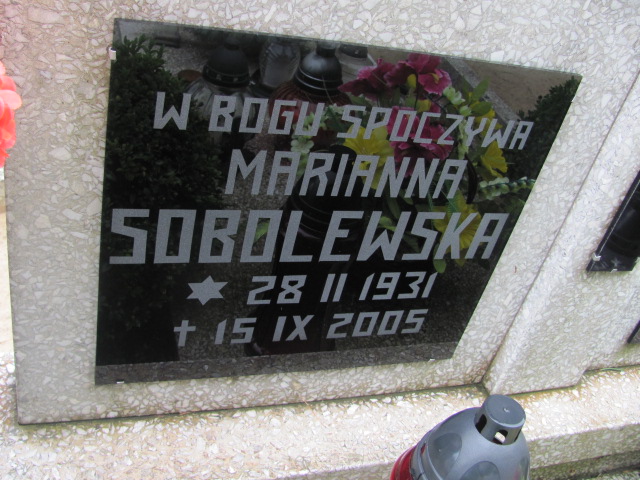 W BOGU SPOCZYWA
MARIANNA
SOBOLEWSKA
✶ 28 II 1931
✝ 15 IX 2005